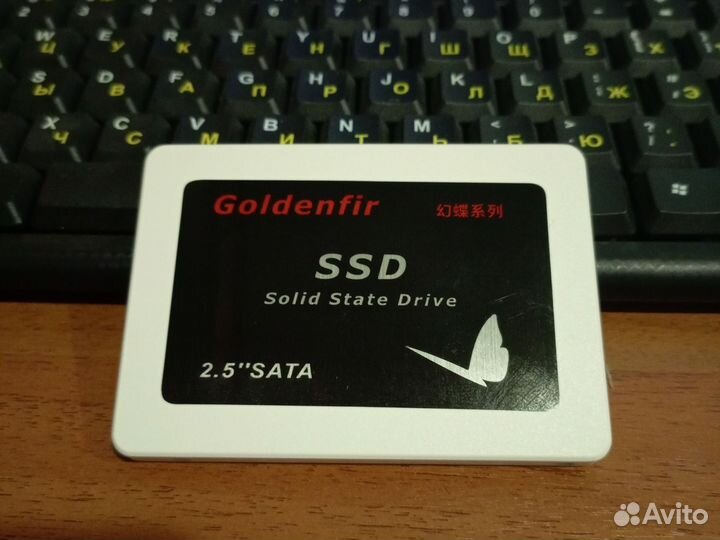 W Ц E У R К T Е Y Н U Г I Ш O Щ P З { Х
S Ы D В F А G П H Р J О K Л L Д Ж Э
X Ч C С V М B И N Т M Ь Б Ю
Goldenfir 幻蝶系列
SSD
Solid State Drive
2.5"SATA
Avito